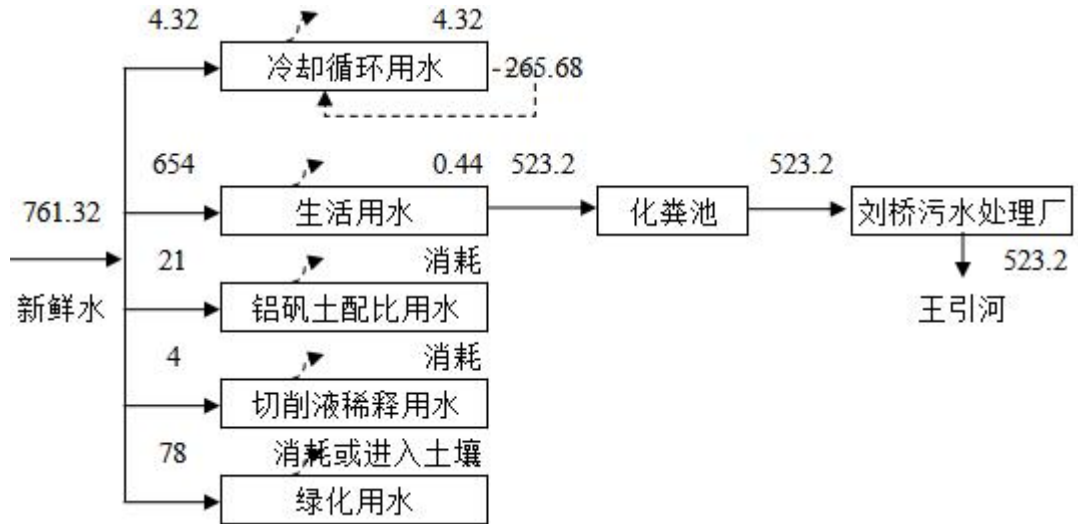 4.32 4.32
冷却循环用水 265.68
654 0.44 523.2 523.2
761.32 生活用水 化粪池 刘桥污水处理厂
21 消耗 523.2
新鲜水 铝矾土配比用水 王引河
4 消耗
切削液稀释用水
78 消耗或进入土壤
绿化用水